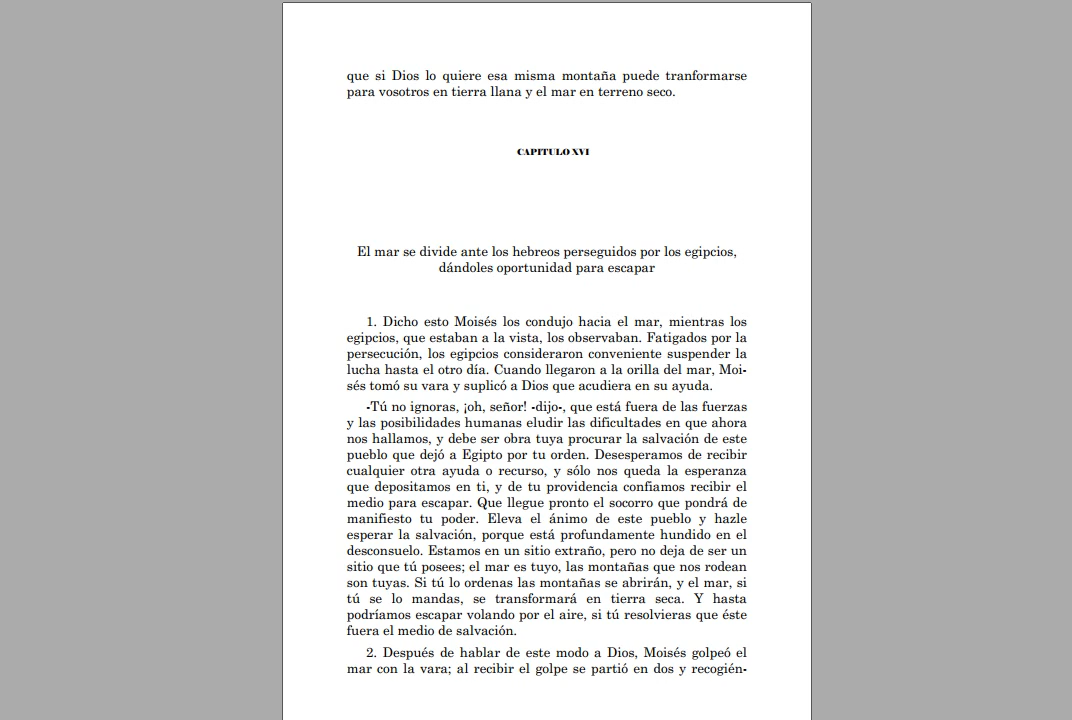 que si Dios lo quiere esa misma montaña puede tranformarse
para vosotros en tierra llana y el mar en terreno seco.
CAPITULO XVI
El mar se divide ante los hebreos perseguidos por los egipcios,
dándoles oportunidad para escapar
1. Dicho esto Moisés los condujo hacia el mar, mientras los
egipcios, que estaban a la vista, los observaban. Fatigados por la
persecución, los egipcios consideraron conveniente suspender la
lucha hasta el otro día. Cuando llegaron a la orilla del mar, Moi-
sés tomó su vara y suplicó a Dios que acudiera en su ayuda.
-Tú no ignoras, ¡oh, señor! -dijo-, que está fuera de las fuerzas
y las posibilidades humanas eludir las dificultades en que ahora
nos hallamos, y debe ser obra tuya procurar la salvación de este
pueblo que dejó a Egipto por tu orden. Desesperamos de recibir
cualquier otra ayuda o recurso, y sólo nos queda la esperanza
que depositamos en ti, y de tu providencia confiamos recibir el
medio para escapar. Que llegue pronto el socorro que pondrá de
manifiesto tu poder. Eleva el ánimo de este pueblo y hazle
esperar la salvación, porque está profundamente hundido en el
desconsuelo. Estamos en un sitio extraño, pero no deja de ser un
sitio que tú posees; el mar es tuyo, las montañas que nos rodean
son tuyas. Si tú lo ordenas las montañas se abrirán, y el mar, si
tú se lo mandas, se transformará en tierra seca. Y hasta
podríamos escapar volando por el aire, si tú resolvieras que éste
fuera el medio de salvación.
2. Después de hablar de este modo a Dios, Moisés golpeó el
mar con la vara; al recibir el golpe se partió en dos y recogién-